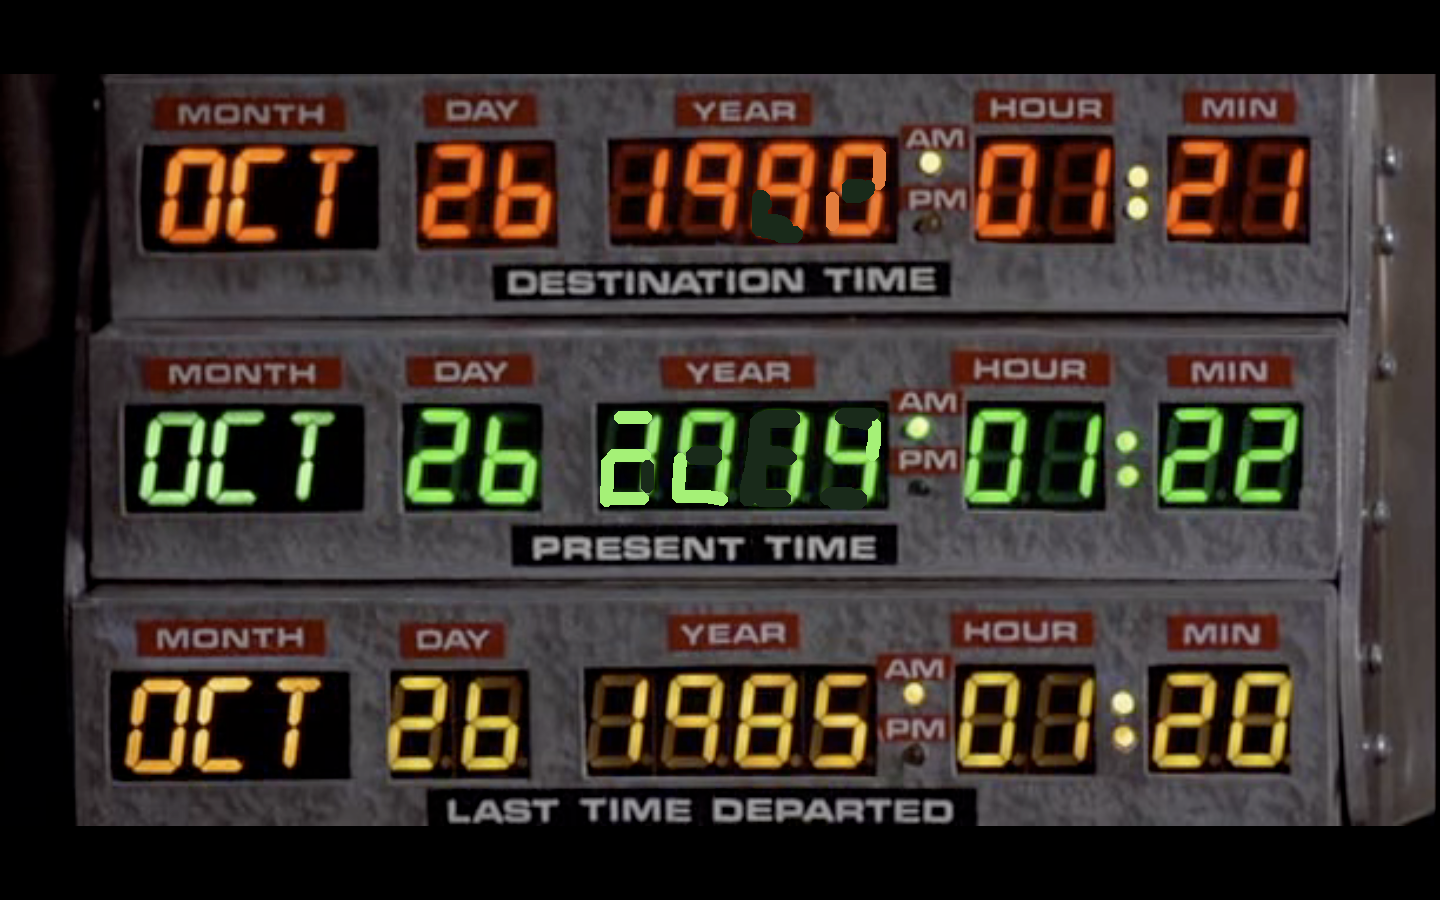 MONTH DAY YEAR HOUR MIN
AM
OCT 26 1990 01:21
PM
DESTINATION TIME
MONTH DAY YEAR HOUR MIN
AM
OCT 26 2014 01:22
PM
PRESENT TIME
MONTH DAY YEAR HOUR MIN
AM
OCT 26 1985 01:20
PM
LAST TIME DEPARTED